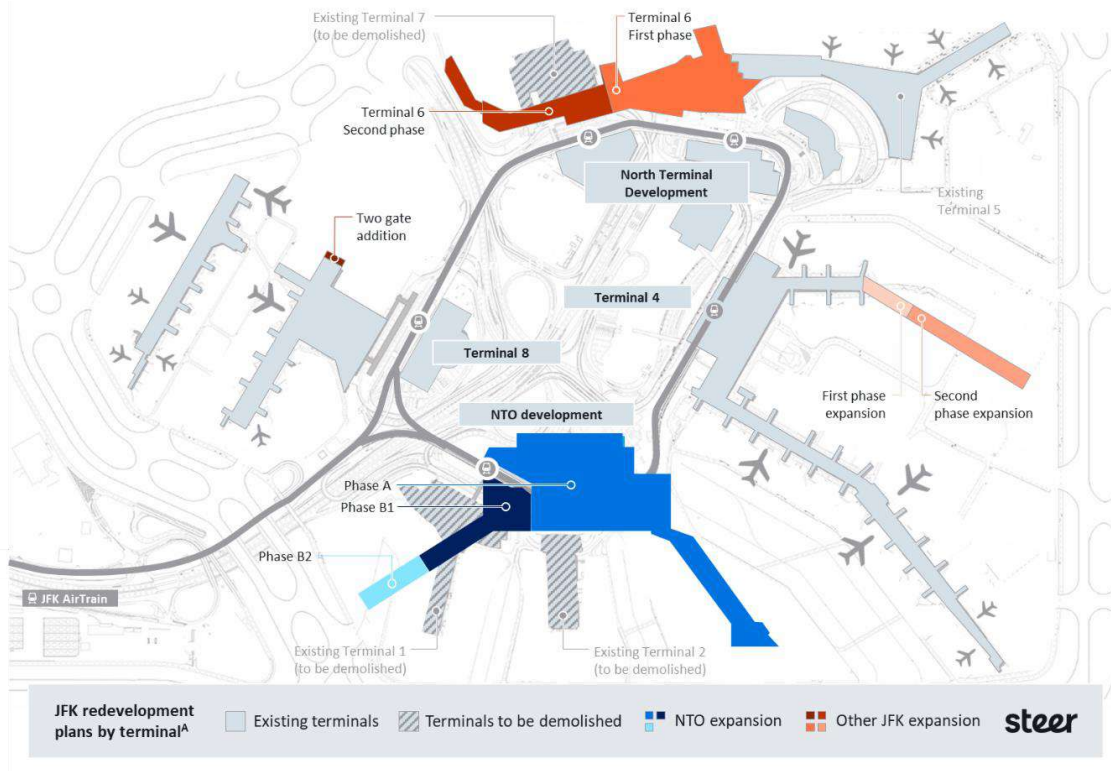 Existing Terminal 7
(to be demolished)
Terminal 6
First phase
Terminal 6
Second phase
North Terminal
Development
Existing
Terminal 5
Two gate
addition
Terminal 4
Terminal 8
First phase
expansion
Second
phase expansion
NTO development
Phase A
Phase B1
Phase B2
JFK AirTrain
Existing Terminal 1
(to be demolished)
Existing Terminal 2
(to be demolished)
JFK redevelopment
plans by terminalᴬ
Existing terminals
Terminals to be demolished
NTO expansion
Other JFK expansion
steer